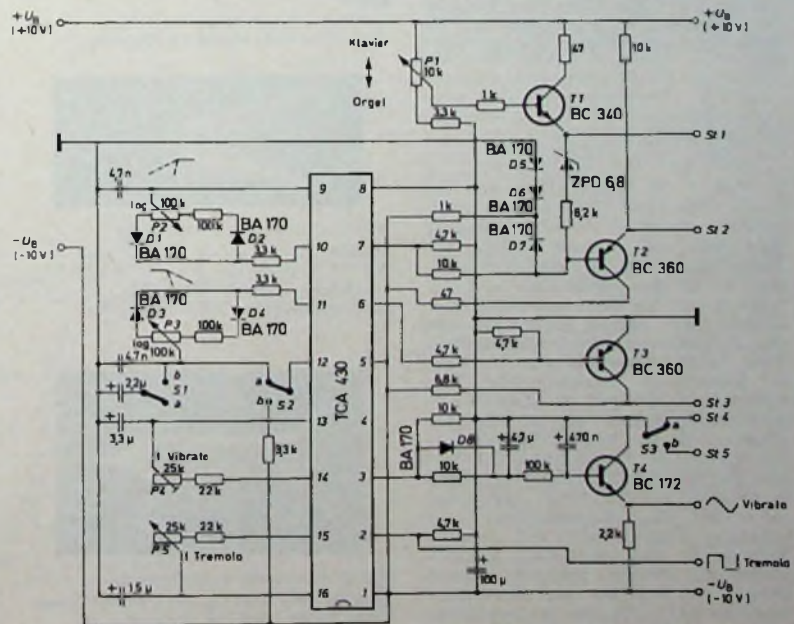 +U_B
(+10V)
+U_B
(+10V)
Klavier
Orgel
P1
10k
47
10k
1k
T1
BC 340
3,3k
St 1
BA 170
D5
ZPD 6,8
D6
BA 170
BA 170
D7
8,2k
St 2
T2
BC 360
4,7n
log
100k
P2
100k
BA 170
D1
D2
BA 170
3,3k
-U_B
(-10V)
BA 170
3,3k
D3
D4
P3
100k
BA 170
log
100k
4,7n
b
2,2µ
S1
a
a
S2
b
3,3µ
3,3k
f Vibrato
25k
P4
22k
25k
P5
22k
f Tremolo
1,5µ
TCA 430
9
10
11
12
13
14
15
16
8
7
6
5
4
3
2
1
1k
4,7k
10k
47
4,7k
4,7k
6,8k
T3
BC 360
St 3
10k
St 4
BA 170
D8
4,7µ
470n
S3
a
b
St 5
10k
100k
T4
BC 172
Vibrato
4,7k
2,2k
Tremolo
100µ
-U_B
(-10V)